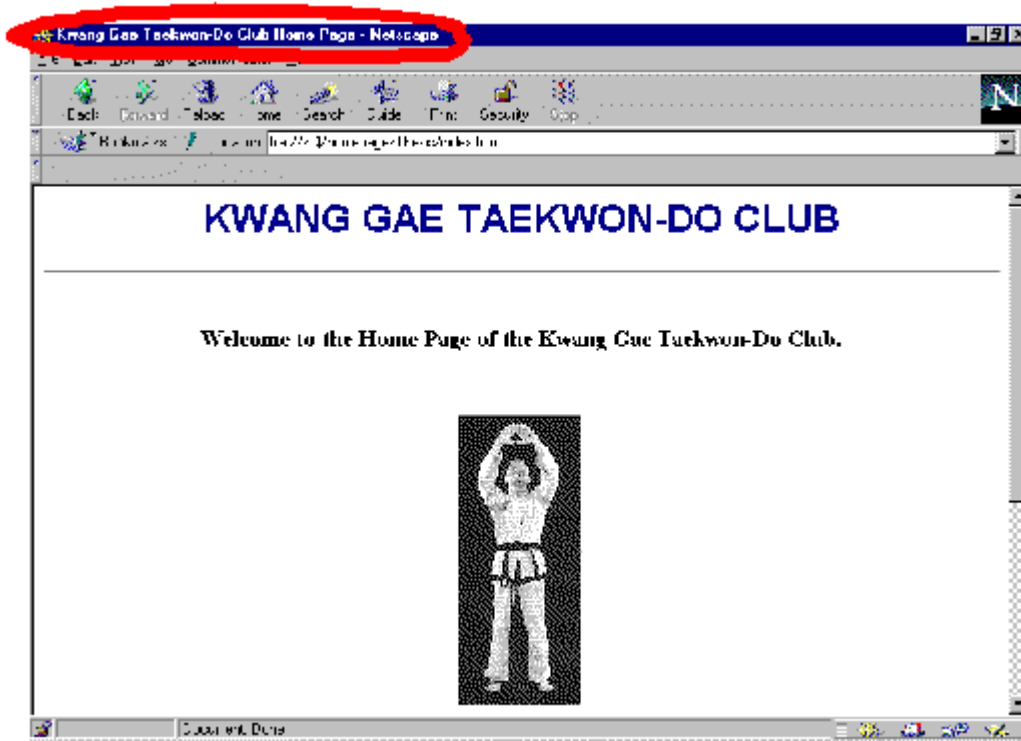 Kwang Gae Taekwon-Do Club Home Page - Netscape
Back Forward Reload Home Search Guide Print Security Stop
Bookmarks
N
KWANG GAE TAEKWON-DO CLUB
Welcome to the Home Page of the Kwang Gae Taekwon-Do Club.
Document: Done